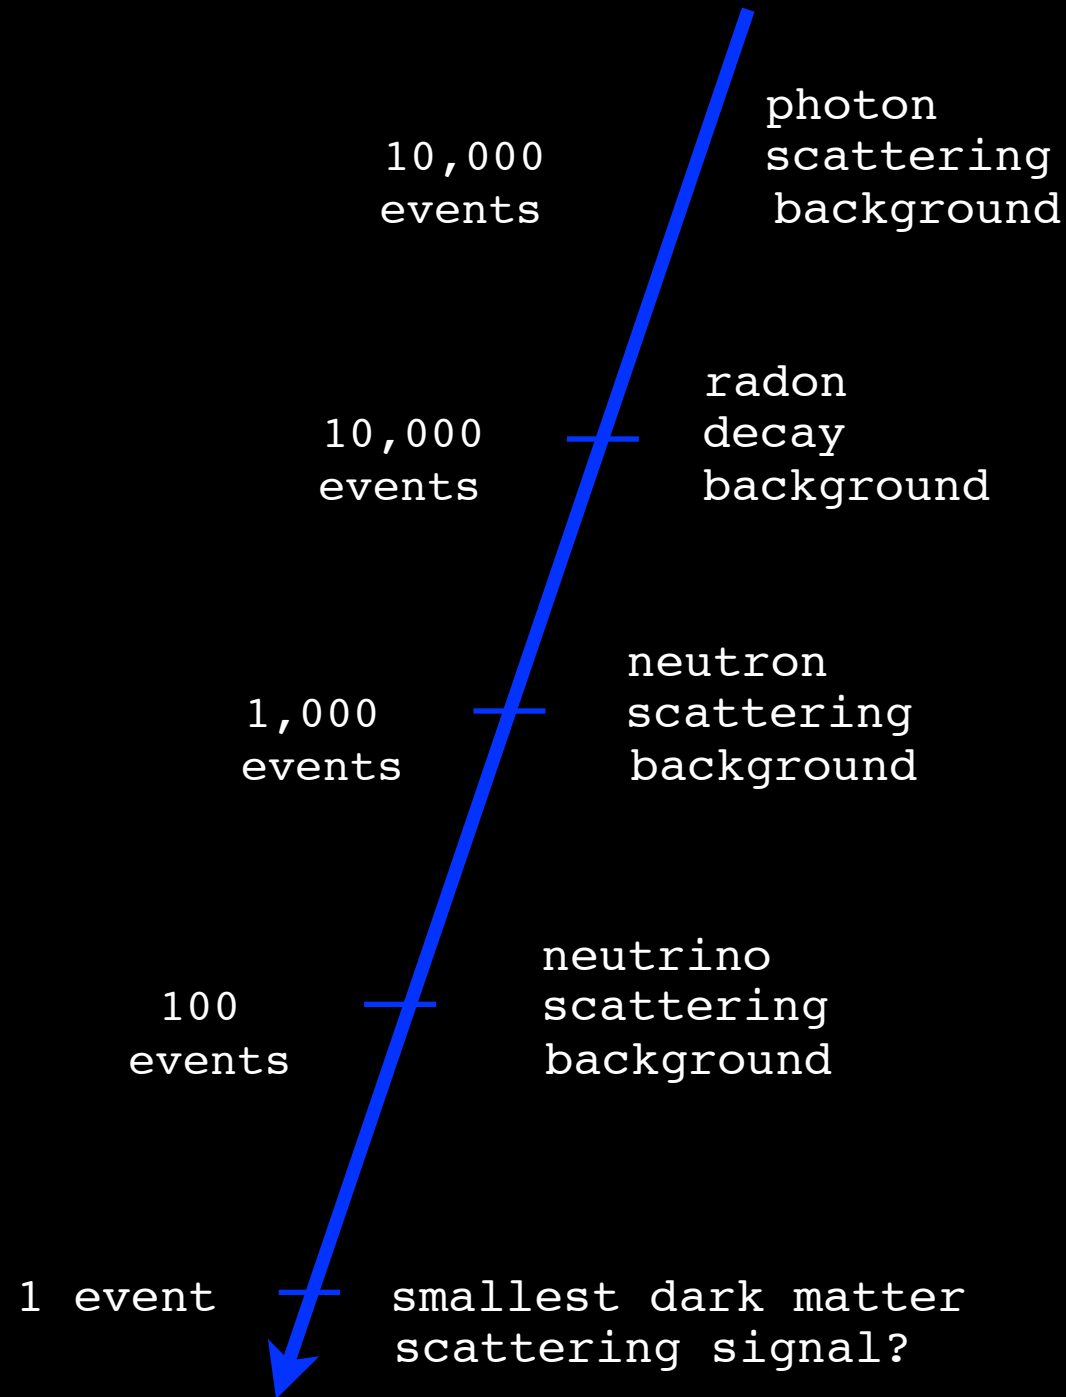 10,000
events
photon
scattering
background
10,000
events
radon
decay
background
1,000
events
neutron
scattering
background
100
events
neutrino
scattering
background
1 event
smallest dark matter
scattering signal?